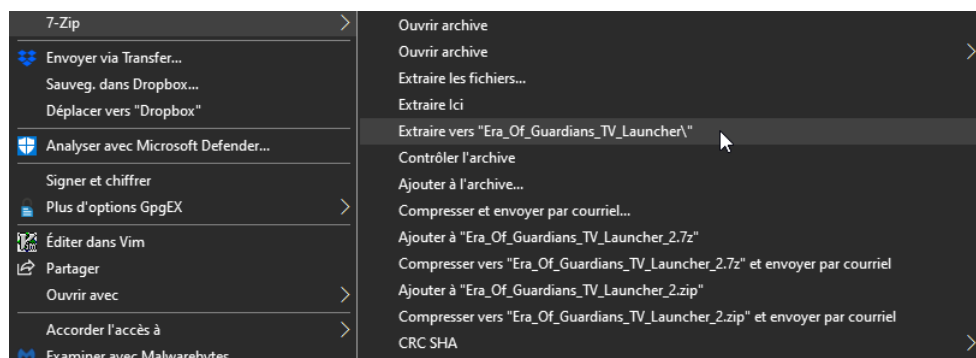 7-Zip
Envoyer via Transfer...
Sauveg. dans Dropbox...
Déplacer vers "Dropbox"
Analyser avec Microsoft Defender...
Signer et chiffrer
Plus d'options GpgEX
Éditer dans Vim
Partager
Ouvrir avec
Accorder l'accès à
Examiner avec Malwarebytes
Ouvrir archive
Ouvrir archive
Extraire les fichiers...
Extraire Ici
Extraire vers "Era_Of_Guardians_TV_Launcher\"
Contrôler l'archive
Ajouter à l'archive...
Compresser et envoyer par courriel...
Ajouter à "Era_Of_Guardians_TV_Launcher_2.7z"
Compresser vers "Era_Of_Guardians_TV_Launcher_2.7z" et envoyer par courriel
Ajouter à "Era_Of_Guardians_TV_Launcher_2.zip"
Compresser vers "Era_Of_Guardians_TV_Launcher_2.zip" et envoyer par courriel
CRC SHA